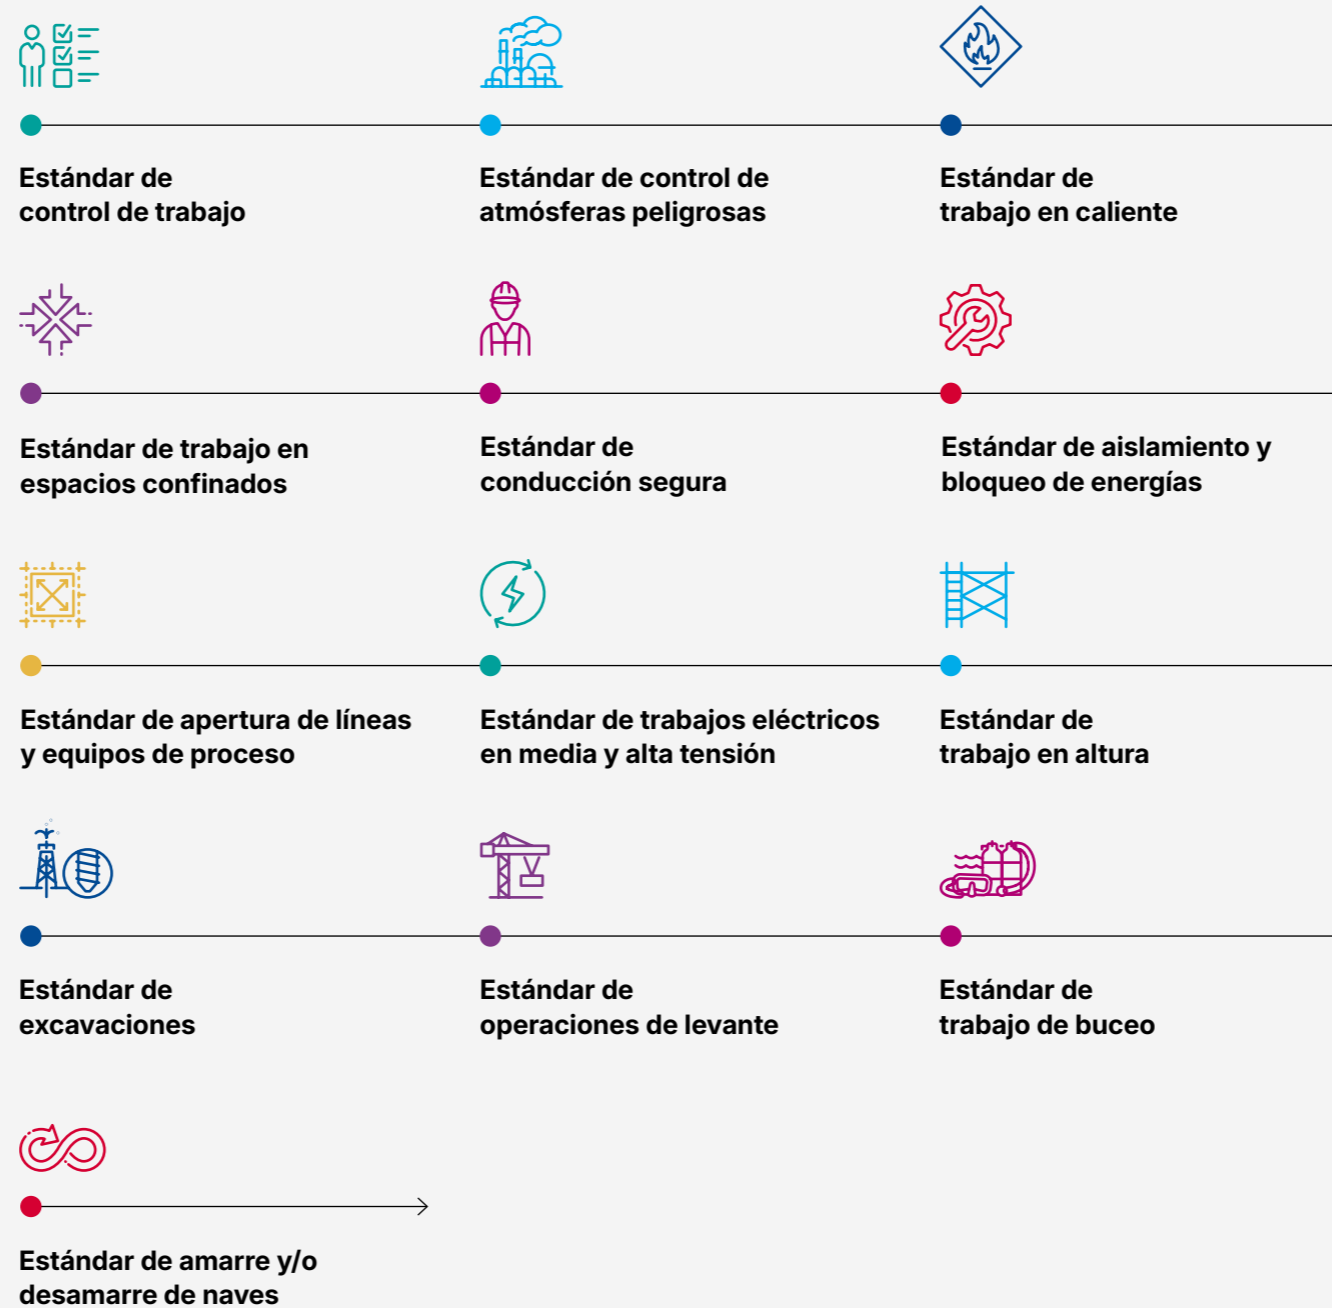 Estándar de
control de trabajo
Estándar de control de
atmósferas peligrosas
Estándar de
trabajo en caliente
Estándar de trabajo en
espacios confinados
Estándar de
conducción segura
Estándar de aislamiento y
bloqueo de energías
Estándar de apertura de líneas
y equipos de proceso
Estándar de trabajos eléctricos
en media y alta tensión
Estándar de
trabajo en altura
Estándar de
excavaciones
Estándar de
operaciones de levante
Estándar de
trabajo de buceo
Estándar de amarre y/o
desamarre de naves